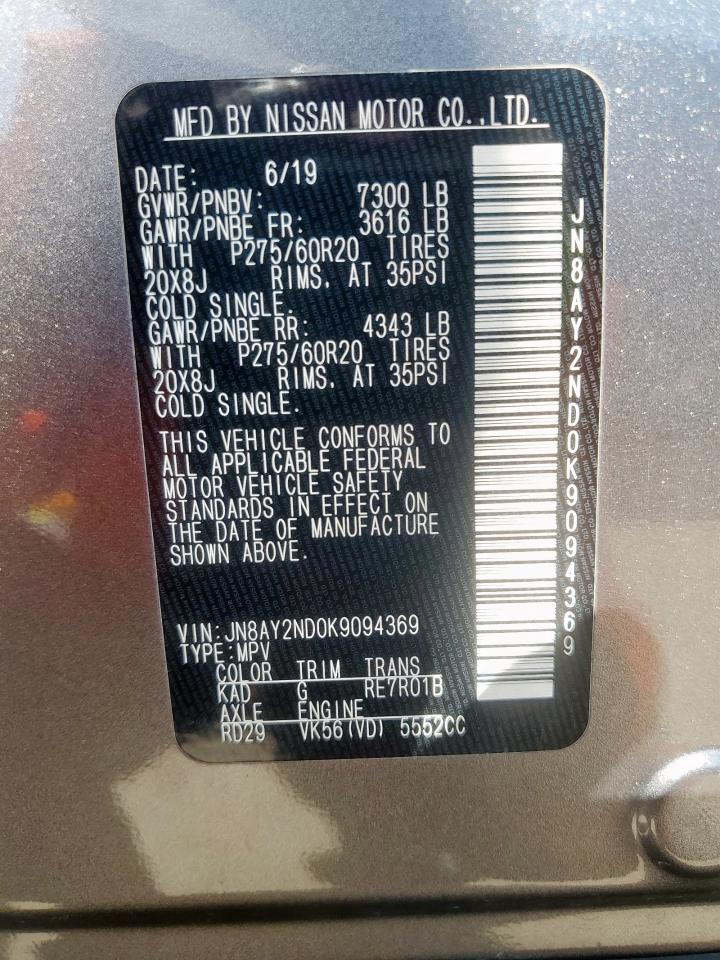 MFD BY NISSAN MOTOR CO.,LTD.
DATE: 6/19
GVWR/PNBV: 7300 LB
GAWR/PNBE FR: 3616 LB
WITH P275/60R20 TIRES
20X8J RIMS, AT 35PSI
COLD SINGLE.
GAWR/PNBE RR: 4343 LB
WITH P275/60R20 TIRES
20X8J RIMS, AT 35PSI
COLD SINGLE.
THIS VEHICLE CONFORMS TO
ALL APPLICABLE FEDERAL
MOTOR VEHICLE SAFETY
STANDARDS IN EFFECT ON
THE DATE OF MANUFACTURE
SHOWN ABOVE.
VIN:JN8AY2ND0K9094369
TYPE:MPV
COLOR TRIM TRANS
KAD G RE7R01B
AXLE ENGINE
RD29 VK56(VD) 5552CC
JN8AY2ND0K9094369